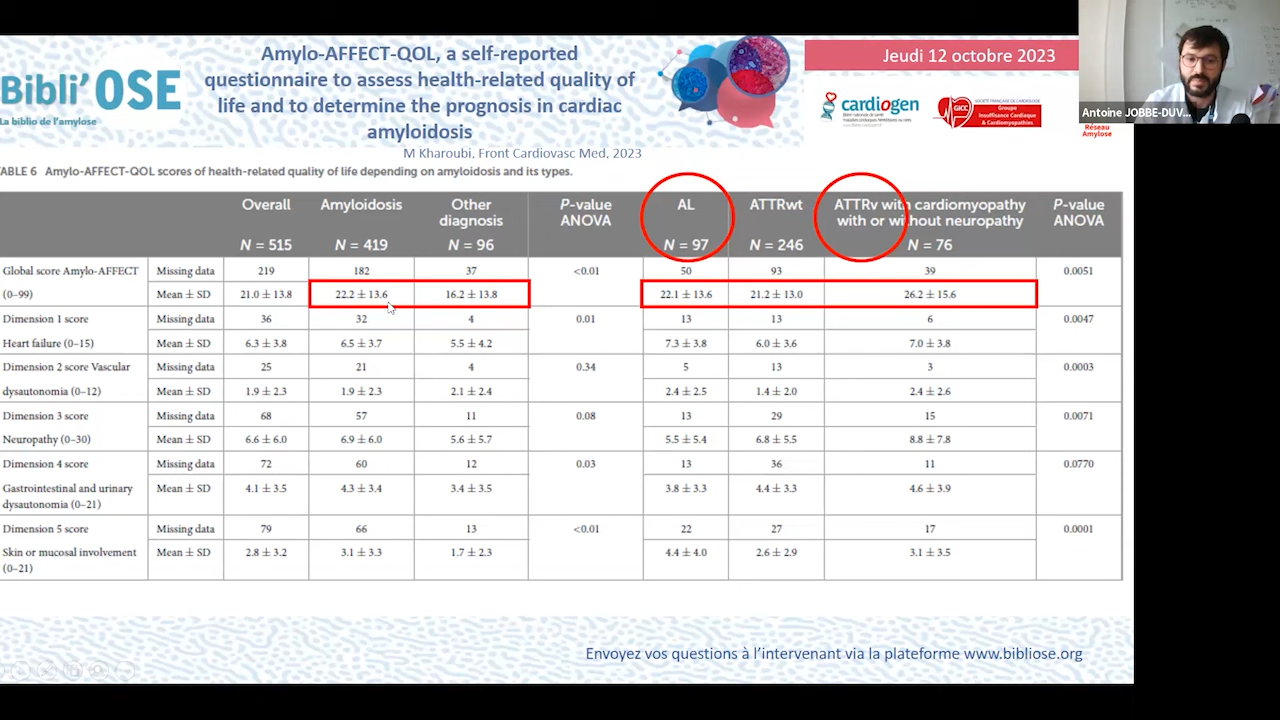 Bibli'OSE
La biblio de l'amylose
Amylo-AFFECT-QOL, a self-reported
questionnaire to assess health-related quality of
life and to determine the prognosis in cardiac
amyloidosis
M Kharoubi, Front Cardiovasc Med, 2023
Jeudi 12 octobre 2023
cardiogen
GICC
SOCIÉTÉ FRANÇAISE DE CARDIOLOGIE
Groupe
Insuffisance Cardiaque
& Cardiomyopathies
Réseau
Amylose
Antoine JOBBE-DUV...
TABLE 6 Amylo-AFFECT-QOL scores of health-related quality of life depending on amyloidosis and its types.
Overall Amyloidosis Other P-value AL ATTRwt ATTRv with cardiomyopathy P-value
diagnosis ANOVA with or without neuropathy ANOVA
N = 515 N = 419 N = 96 N = 97 N = 246 N = 76
Global score Amylo-AFFECT Missing data 219 182 37 <0.01 50 93 39 0.0051
(0–99) Mean ± SD 21.0 ± 13.8 22.2 ± 13.6 16.2 ± 13.8 22.1 ± 13.6 21.2 ± 13.0 26.2 ± 15.6
Dimension 1 score Missing data 36 32 4 0.01 13 13 6 0.0047
Heart failure (0–15) Mean ± SD 6.3 ± 3.8 6.5 ± 3.7 5.5 ± 4.2 7.3 ± 3.8 6.0 ± 3.6 7.0 ± 3.8
Dimension 2 score Vascular Missing data 25 21 4 0.34 5 13 3 0.0003
dysautonomia (0–12) Mean ± SD 1.9 ± 2.3 1.9 ± 2.3 2.1 ± 2.4 2.4 ± 2.5 1.4 ± 2.0 2.4 ± 2.6
Dimension 3 score Missing data 68 57 11 0.08 13 29 15 0.0071
Neuropathy (0–30) Mean ± SD 6.6 ± 6.0 6.9 ± 6.0 5.6 ± 5.7 5.5 ± 5.4 6.8 ± 5.5 8.8 ± 7.8
Dimension 4 score Missing data 72 60 12 0.03 13 36 11 0.0770
Gastrointestinal and urinary Mean ± SD 4.1 ± 3.5 4.3 ± 3.4 3.4 ± 3.5 3.8 ± 3.3 4.4 ± 3.3 4.6 ± 3.9
dysautonomia (0–21)
Dimension 5 score Missing data 79 66 13 <0.01 22 27 17 0.0001
Skin or mucosal involvement Mean ± SD 2.8 ± 3.2 3.1 ± 3.3 1.7 ± 2.3 4.4 ± 4.0 2.6 ± 2.9 3.1 ± 3.5
(0–21)
Envoyez vos questions à l'intervenant via la plateforme www.bibliose.org